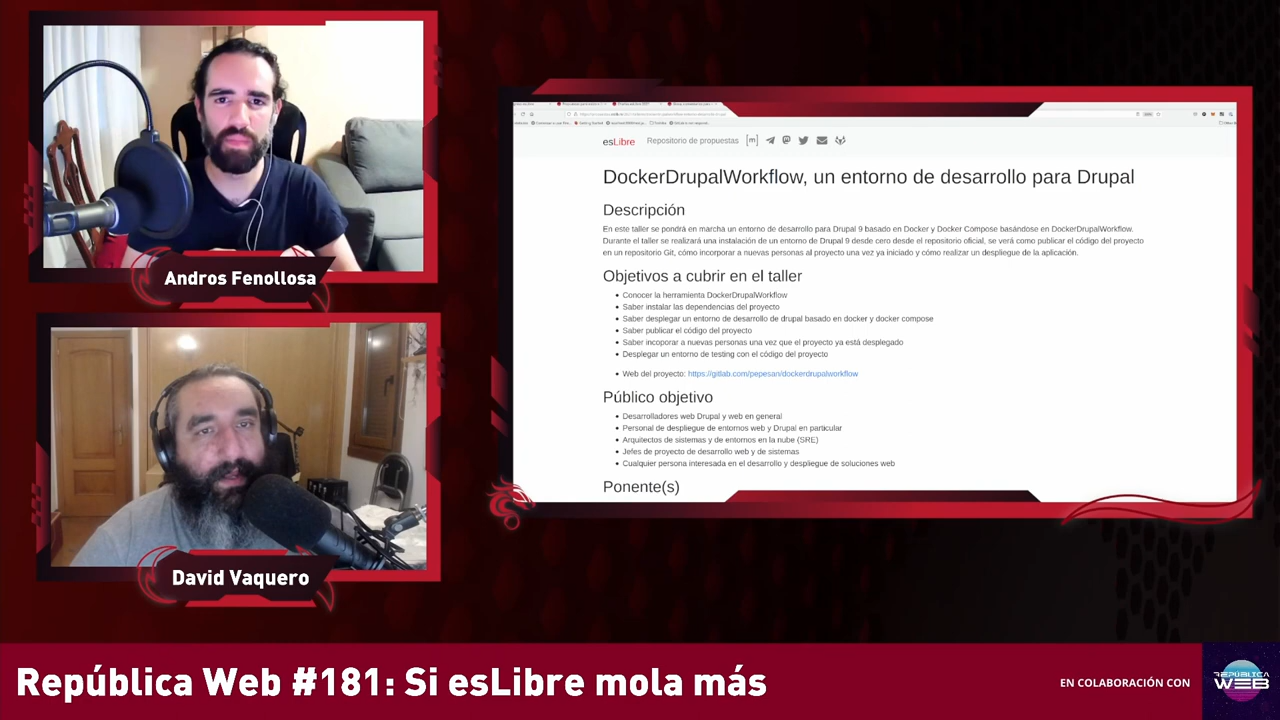 Andros Fenollosa
David Vaquero
esLibre Repositorio de propuestas [m]
DockerDrupalWorkflow, un entorno de desarrollo para Drupal
Descripción
En este taller se pondrá en marcha un entorno de desarrollo para Drupal 9 basado en Docker y Docker Compose basándose en DockerDrupalWorkflow.
Durante el taller se realizará una instalación de un entorno de Drupal 9 desde cero desde el repositorio oficial, se verá como publicar el código del proyecto
en un repositorio Git, cómo incorporar a nuevas personas al proyecto una vez ya iniciado y cómo realizar un despliegue de la aplicación.
Objetivos a cubrir en el taller
Conocer la herramienta DockerDrupalWorkflow
Saber instalar las dependencias del proyecto
Saber desplegar un entorno de desarrollo de drupal basado en docker y docker compose
Saber publicar el código del proyecto
Saber incoporar a nuevas personas una vez que el proyecto ya está desplegado
Desplegar un entorno de testing con el código del proyecto
Web del proyecto: https://gitlab.com/pepesan/dockerdrupalworkflow
Público objetivo
Desarrolladores web Drupal y web en general
Personal de despliegue de entornos web y Drupal en particular
Arquitectos de sistemas y de entornos en la nube (SRE)
Jefes de proyecto de desarrollo web y de sistemas
Cualquier persona interesada en el desarrollo y despliegue de soluciones web
Ponente(s)
República Web #181: Si esLibre mola más
EN COLABORACIÓN CON
REPÚBLICA
WEB